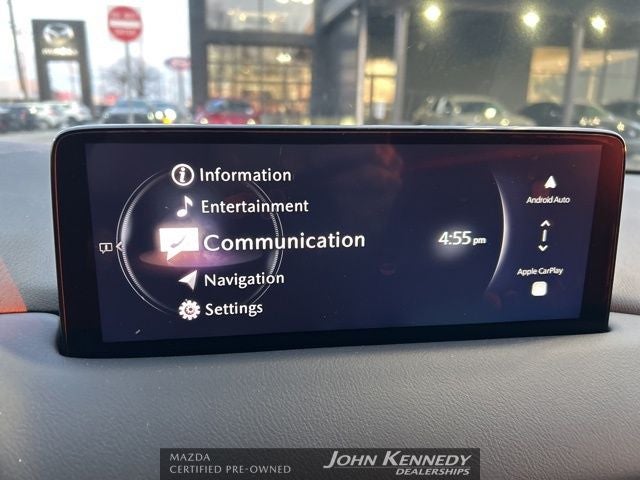 mazda
Information
Entertainment
Communication
Navigation
Settings
4:55 pm
Android Auto
Apple CarPlay
MAZDA
CERTIFIED PRE-OWNED
JOHN KENNEDY
DEALERSHIPS